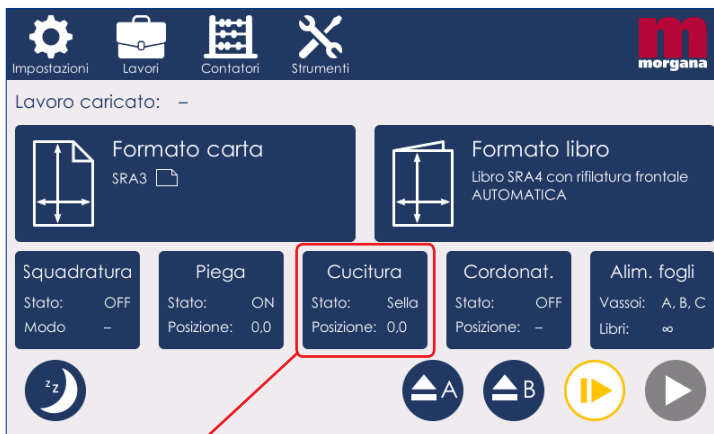 Impostazioni Lavori Contatori Strumenti
morgana
Lavoro caricato: –
Formato carta
SRA3
Formato libro
Libro SRA4 con rifilatura frontale
AUTOMATICA
Squadratura
Stato: OFF
Modo –
Piega
Stato: ON
Posizione: 0,0
Cucitura
Stato: Sella
Posizione: 0,0
Cordonat.
Stato: OFF
Posizione: –
Alim. fogli
Vassoi: A, B, C
Libri: ∞
z z
A
B